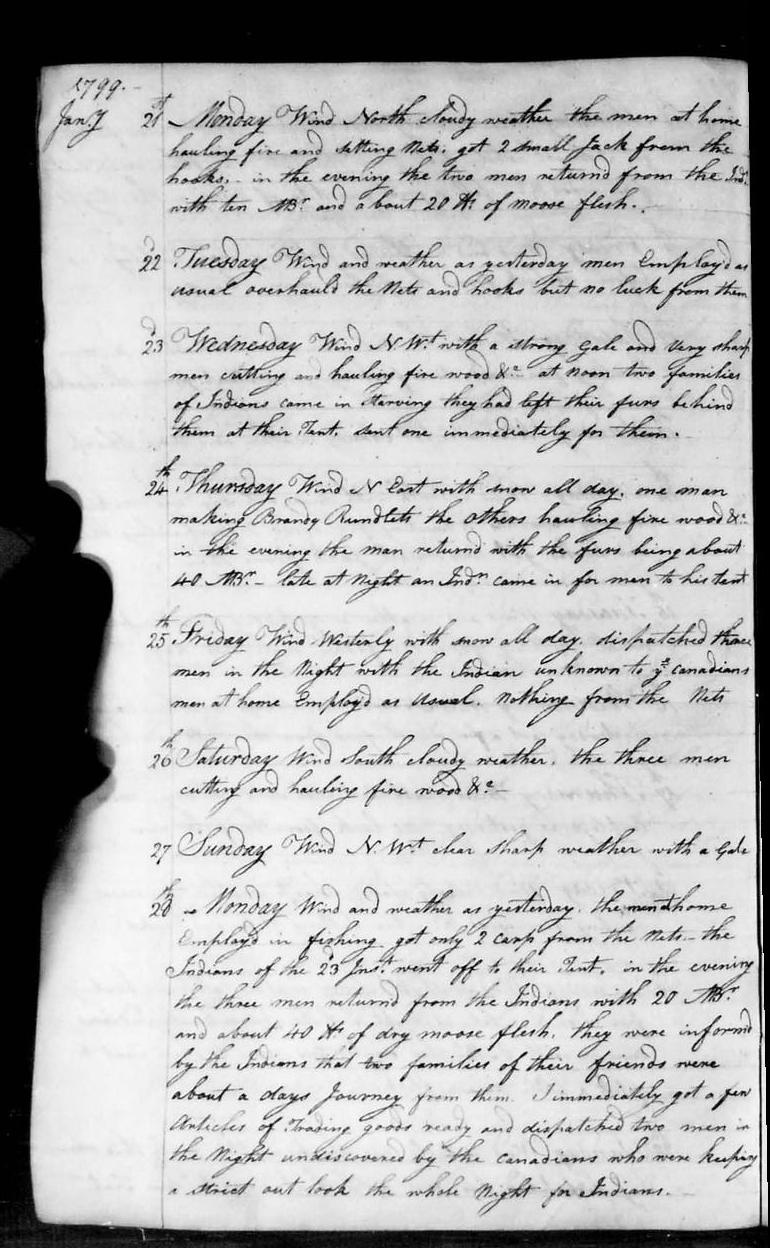 1799.
Jany 21st Monday Wind North cloudy weather the men at home
hauling fire and setting Nets. got 2 small Jack from the
hooks. - in the evening the two men returnd from the Inds.
with ten MBr. and about 20 lbs of moose flesh.
22d Tuesday Wind and weather as yesterday men Employd as
usual overhauld the Nets and hooks but no luck from them
23d Wednesday Wind N. Wt. with a strong Gale and very sharp
men cutting and hauling fire wood &c. at Noon two families
of Indians came in starving they had left their furs behind
them at their Tent. sent one immediately for them.
24th Thursday Wind N East with snow all day. one man
making Brandy Rundlets the others hauling fire wood &c.
in the evening the man returnd with the furs being about
40 MBr. - late at Night an Indn. came in for men to his tent
25th Friday Wind Westerly with snow all day. dispatched three
men in the Night with the Indian unknown to ye Canadians
men at home Employd as Usual. Nothing from the Nets
26th Saturday Wind South cloudy weather. the three men
cutting and hauling fire wood &c. -
27 Sunday Wind N. Wt. clear sharp weather with a Gale
28th - Monday Wind and weather as yesterday. the men at home
Employd in fishing got only 2 carp from the Nets - the
Indians of the 23d Inst. went off to their Tent. in the evening
the three men returnd from the Indians with 20 MBr.
and about 40 lbs of dry moose flesh. they were informd
by the Indians that two families of their friends were
about a days Journey from them. I immediately got a few
Articles of Trading goods ready and dispatched two men in
the Night undiscovered by the Canadians who were keeping
a strict out look the whole Night for Indians.